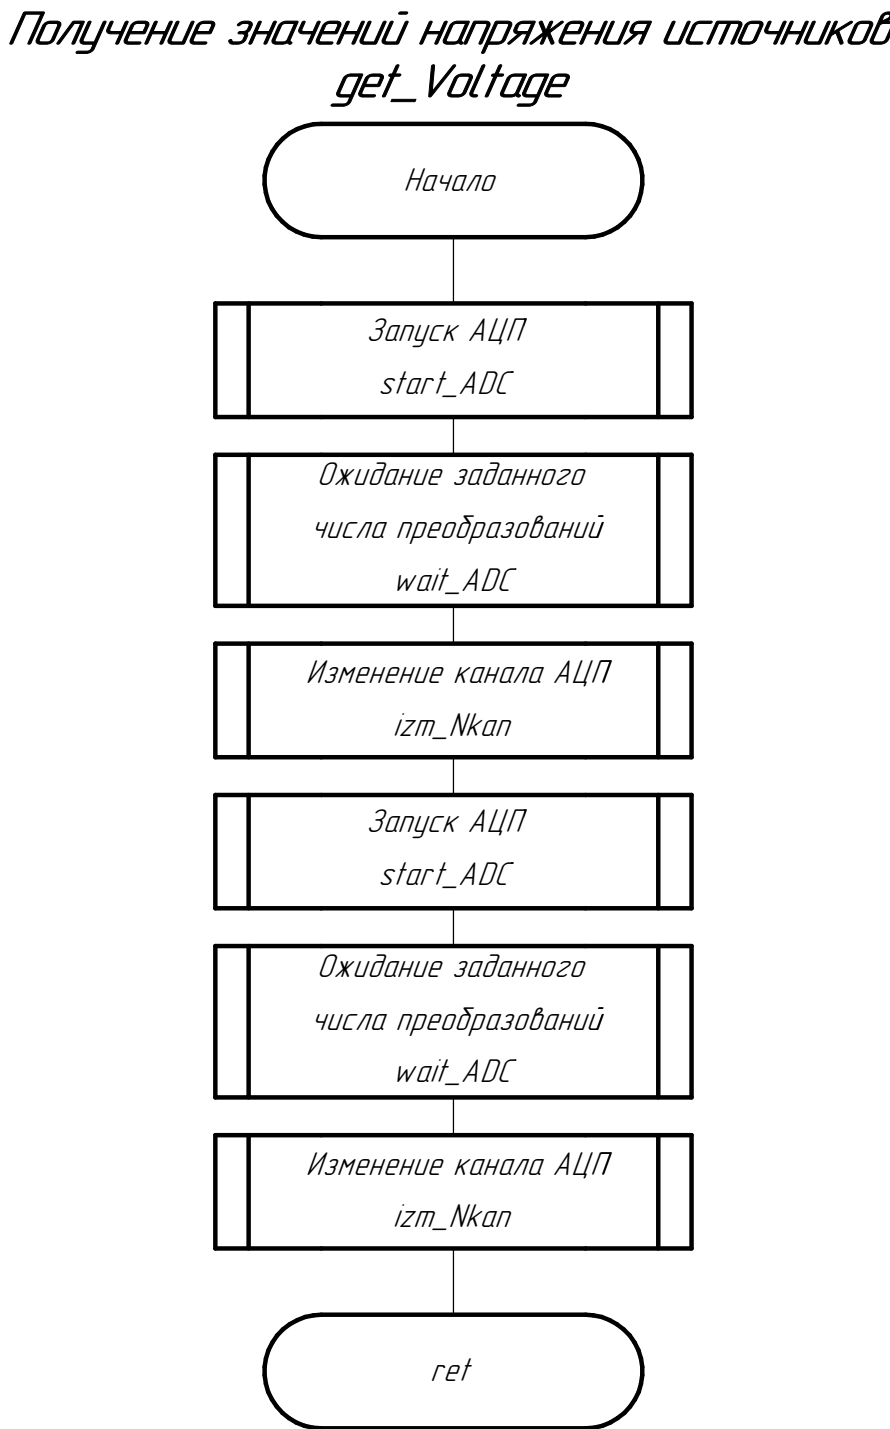 Получение значений напряжения источников
get_Voltage
Начало
Запуск АЦП
start_ADC
Ожидание заданного
числа преобразований
wait_ADC
Изменение канала АЦП
izm_Nkan
Запуск АЦП
start_ADC
Ожидание заданного
числа преобразований
wait_ADC
Изменение канала АЦП
izm_Nkan
ret